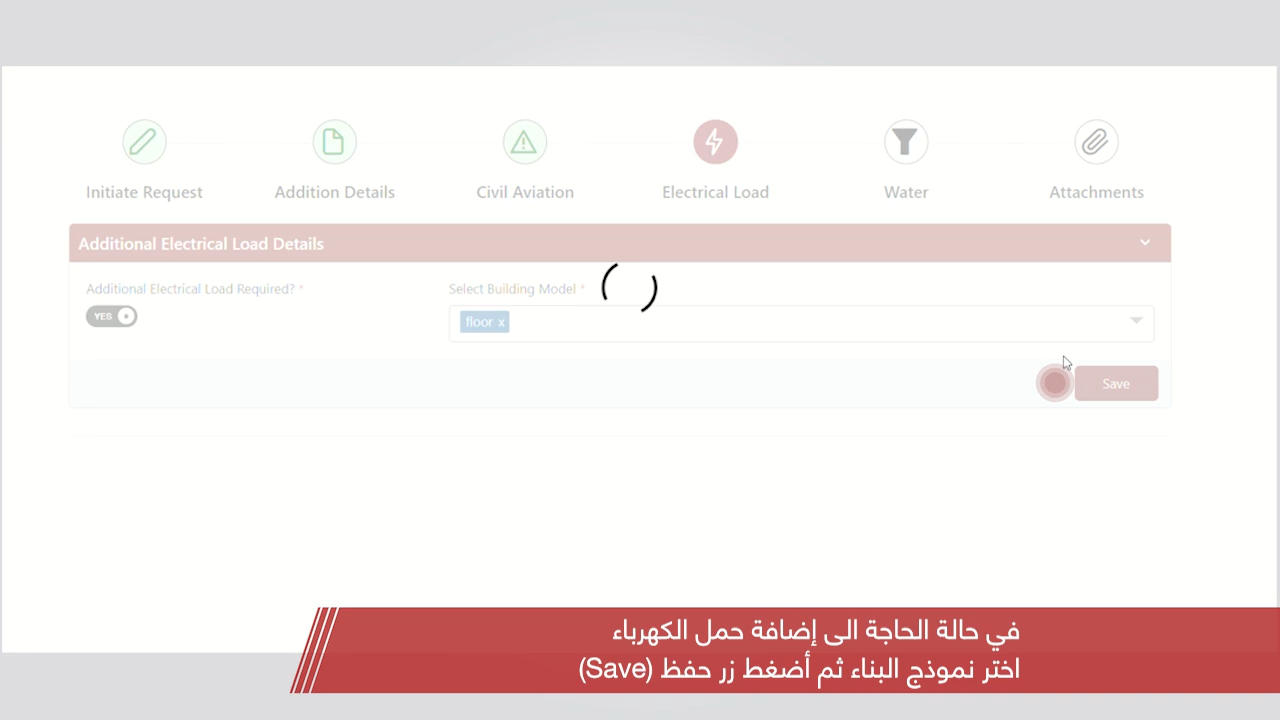 Initiate Request
Addition Details
Civil Aviation
Electrical Load
Water
Attachments
Additional Electrical Load Details
Additional Electrical Load Required? *
YES
Select Building Model *
floor x
Save
في حالة الحاجة الى إضافة حمل الكهرباء
اختر نموذج البناء ثم أضغط زر حفظ (Save)